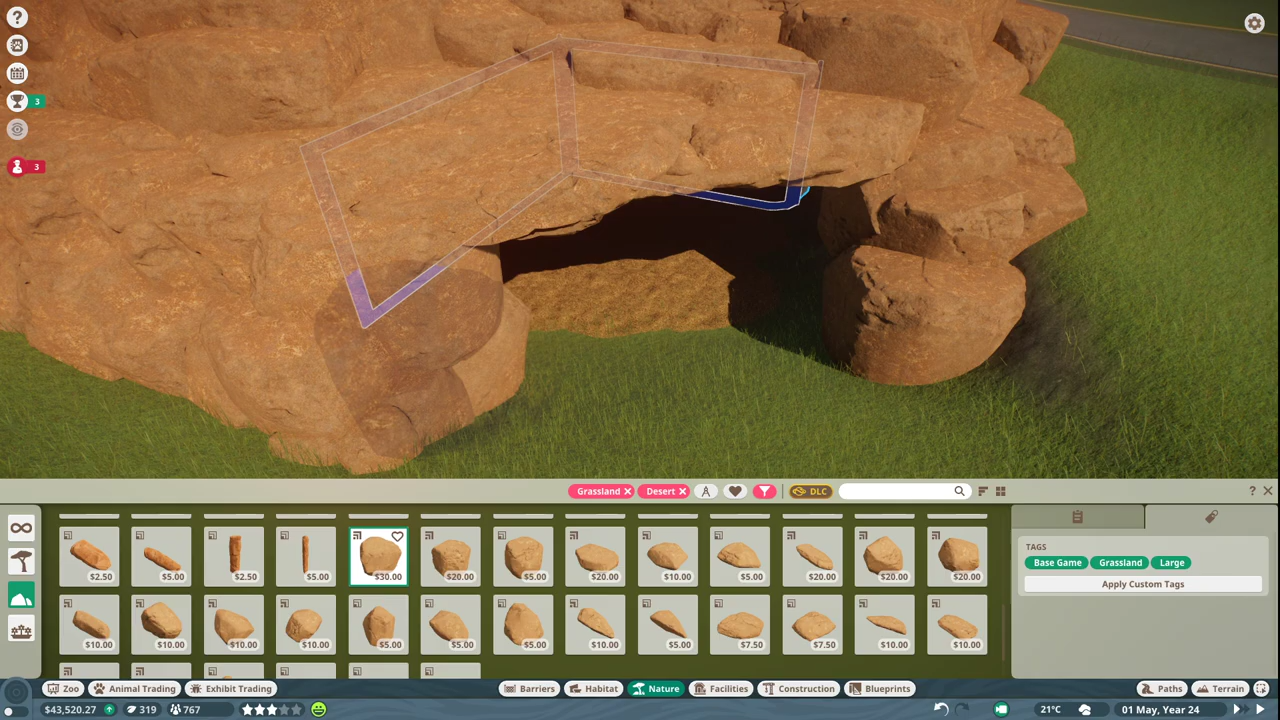 ?
3
3
Grassland ×
Desert ×
DLC
? ×
$2.50
$5.00
$2.50
$5.00
$30.00
$20.00
$5.00
$20.00
$10.00
$5.00
$20.00
$20.00
$20.00
$10.00
$10.00
$10.00
$10.00
$5.00
$5.00
$5.00
$10.00
$5.00
$7.50
$7.50
$10.00
$10.00
TAGS
Base Game
Grassland
Large
Apply Custom Tags
Zoo
Animal Trading
Exhibit Trading
Barriers
Habitat
Nature
Facilities
Construction
Blueprints
Paths
Terrain
$43,520.27
319
767
21°C
01 May, Year 24